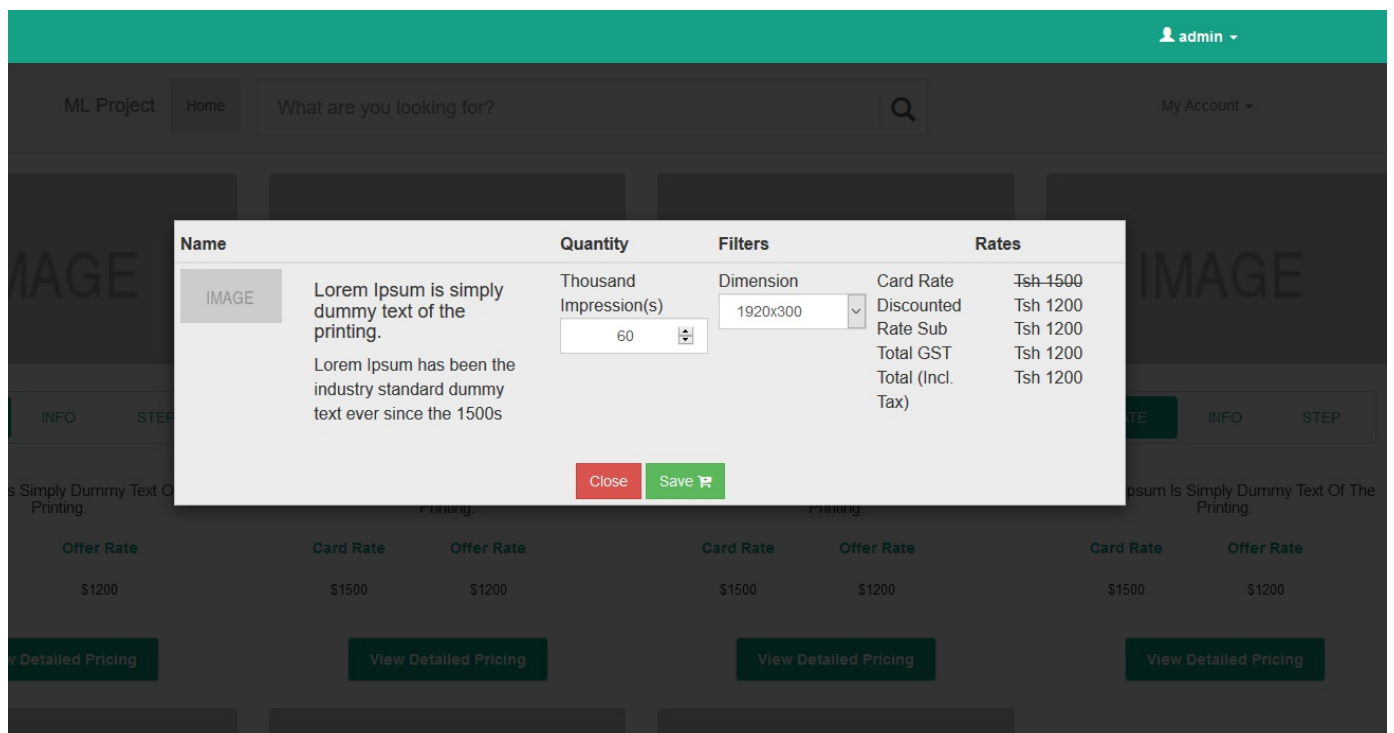 admin
ML Project Home What are you looking for? My Account
IMAGE
Name Quantity Filters Rates
IMAGE
Lorem Ipsum is simply
dummy text of the
printing.
Lorem Ipsum has been the
industry standard dummy
text ever since the 1500s
Thousand
Impression(s)
60
Dimension
1920x300
Card Rate Tsh 1500
Discounted Tsh 1200
Rate Sub Tsh 1200
Total GST Tsh 1200
Total (Incl. Tsh 1200
Tax)
Close Save
INFO STEP
INFO STEP
Simply Dummy Text
Printing.
Printing.
Printing.
Is Simply Dummy Text Of The
Printing.
Offer Rate Card Rate Offer Rate Card Rate Offer Rate Card Rate Offer Rate
$1200 $1500 $1200 $1500 $1200 $1500 $1200
Detailed Pricing View Detailed Pricing View Detailed Pricing View Detailed Pricing